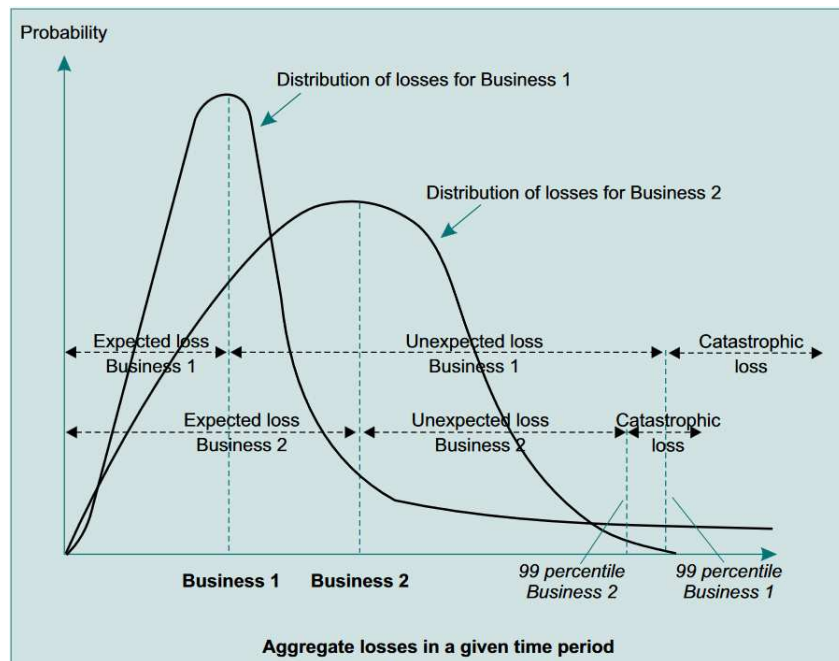 Probability
Distribution of losses for Business 1
Distribution of losses for Business 2
Expected loss
Business 1
Unexpected loss
Business 1
Catastrophic
loss
Expected loss
Business 2
Unexpected loss
Business 2
Catastrophic
loss
Business 1
Business 2
99 percentile
Business 2
99 percentile
Business 1
Aggregate losses in a given time period